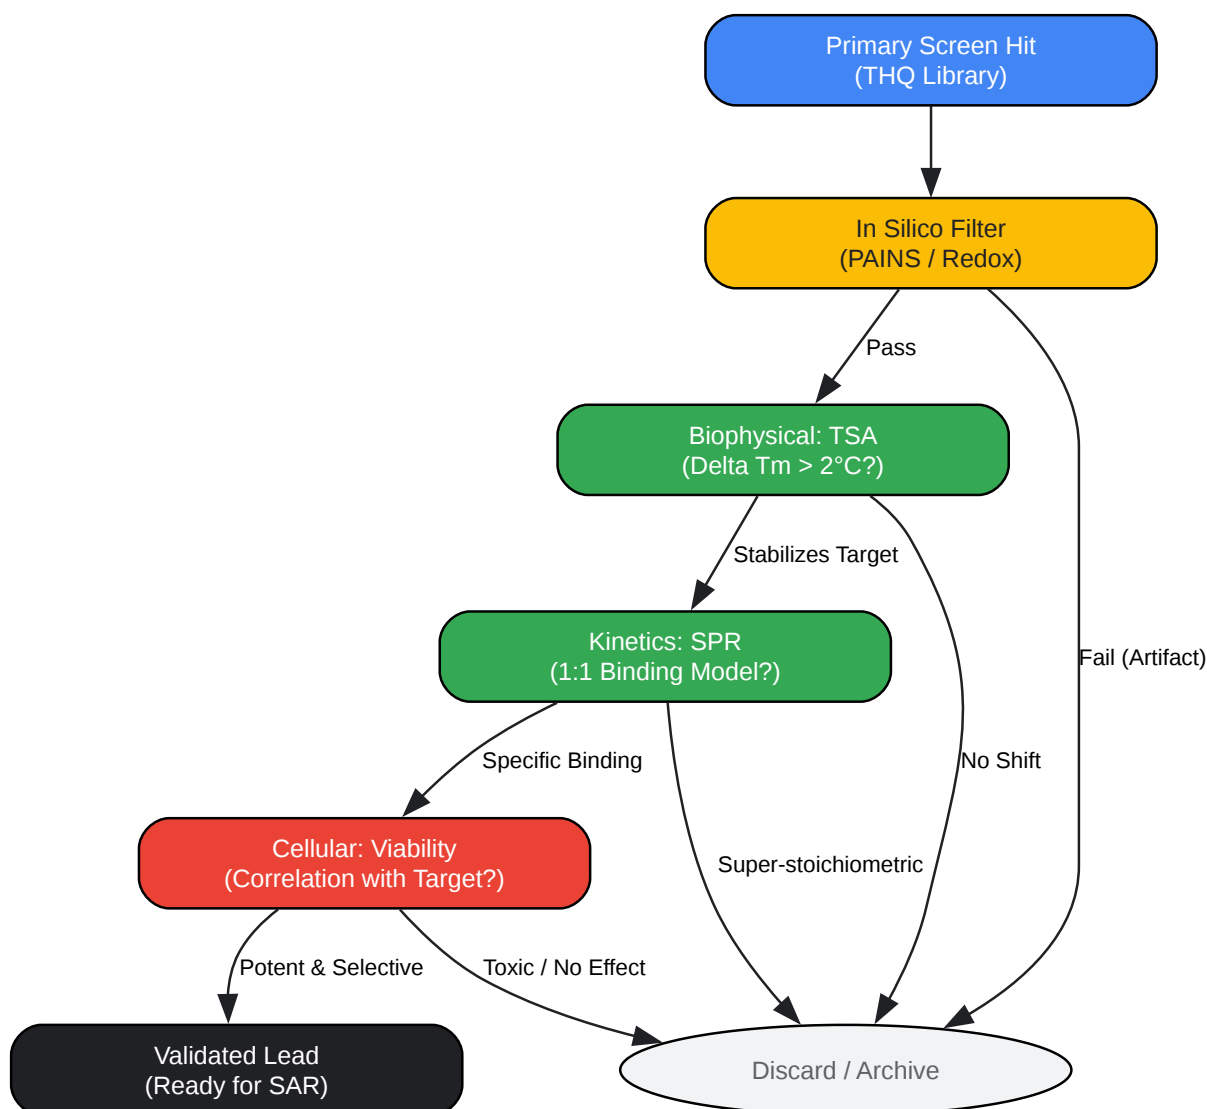 Primary Screen Hit
(THQ Library)
In Silico Filter
(PAINS / Redox)
Pass
Biophysical: TSA
(Delta Tm > 2°C?)
Stabilizes Target
Kinetics: SPR
(1:1 Binding Model?)
Fail (Artifact)
Specific Binding
No Shift
Cellular: Viability
(Correlation with Target?)
Super-stoichiometric
Potent & Selective
Toxic / No Effect
Validated Lead
(Ready for SAR)
Discard / Archive